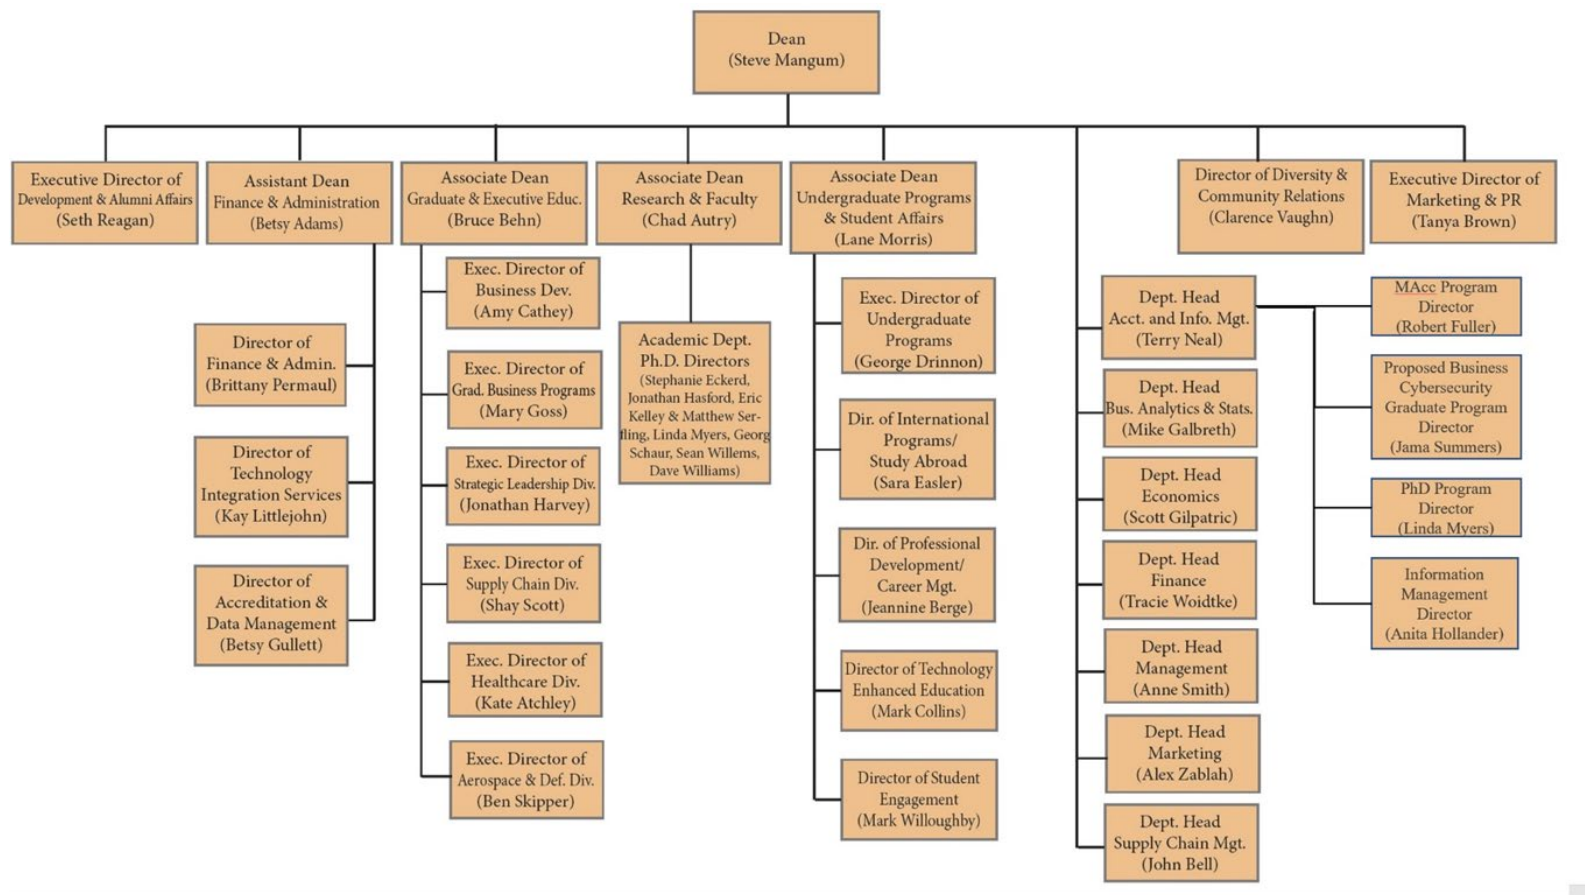 Dean
(Steve Mangum)
Executive Director of
Development & Alumni Affairs
(Seth Reagan)
Assistant Dean
Finance & Administration
(Betsy Adams)
Associate Dean
Graduate & Executive Educ.
(Bruce Behn)
Associate Dean
Research & Faculty
(Chad Autry)
Associate Dean
Undergraduate Programs
& Student Affairs
(Lane Morris)
Director of Diversity &
Community Relations
(Clarence Vaughn)
Executive Director of
Marketing & PR
(Tanya Brown)
Director of
Finance & Admin.
(Brittany Permaul)
Director of
Technology
Integration Services
(Kay Littlejohn)
Director of
Accreditation &
Data Management
(Betsy Gullett)
Exec. Director of
Business Dev.
(Amy Cathey)
Exec. Director of
Grad. Business Programs
(Mary Goss)
Exec. Director of
Strategic Leadership Div.
(Jonathan Harvey)
Exec. Director of
Supply Chain Div.
(Shay Scott)
Exec. Director of
Healthcare Div.
(Kate Atchley)
Exec. Director of
Aerospace & Def. Div.
(Ben Skipper)
Academic Dept.
Ph.D. Directors
(Stephanie Eckerd,
Jonathan Hasford, Eric
Kelley & Matthew Ser-
fling, Linda Myers, Georg
Schaur, Sean Willems,
Dave Williams)
Exec. Director of
Undergraduate
Programs
(George Drinnon)
Dir. of International
Programs/
Study Abroad
(Sara Easler)
Dir. of Professional
Development/
Career Mgt.
(Jeannine Berge)
Director of Technology
Enhanced Education
(Mark Collins)
Director of Student
Engagement
(Mark Willoughby)
Dept. Head
Acct. and Info. Mgt.
(Terry Neal)
Dept. Head
Bus. Analytics & Stats.
(Mike Galbreth)
Dept. Head
Economics
(Scott Gilpatric)
Dept. Head
Finance
(Tracie Woidtke)
Dept. Head
Management
(Anne Smith)
Dept. Head
Marketing
(Alex Zablah)
Dept. Head
Supply Chain Mgt.
(John Bell)
MAcc Program
Director
(Robert Fuller)
Proposed Business
Cybersecurity
Graduate Program
Director
(Jama Summers)
PhD Program
Director
(Linda Myers)
Information
Management
Director
(Anita Hollander)